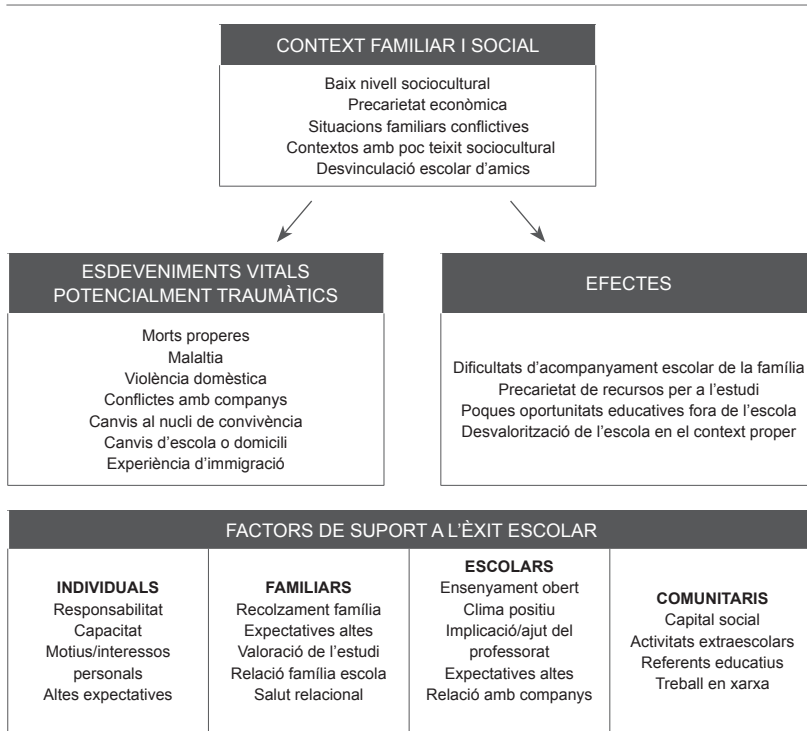 CONTEXT FAMILIAR I SOCIAL
Baix nivell sociocultural
Precarietat econòmica
Situacions familiars conflictives
Contextos amb poc teixit sociocultural
Desvinculació escolar d’amics
ESDEVENIMENTS VITALS
POTENCIALMENT TRAUMÀTICS
Morts properes
Malaltia
Violència domèstica
Conflictes amb companys
Canvis al nucli de convivència
Canvis d’escola o domicili
Experiència d’immigració
EFECTES
Dificultats d’acompanyament escolar de la família
Precarietat de recursos per a l’estudi
Poques oportunitats educatives fora de l’escola
Desvalorització de l’escola en el context proper
FACTORS DE SUPORT A L’ÈXIT ESCOLAR
INDIVIDUALS
Responsabilitat
Capacitat
Motius/interessos
personals
Altes expectatives
FAMILIARS
Recolzament família
Expectatives altes
Valoració de l’estudi
Relació família escola
Salut relacional
ESCOLARS
Ensenyament obert
Clima positiu
Implicació/ajut del
professorat
Expectatives altes
Relació amb companys
COMUNITARIS
Capital social
Activitats extraescolars
Referents educatius
Treball en xarxa